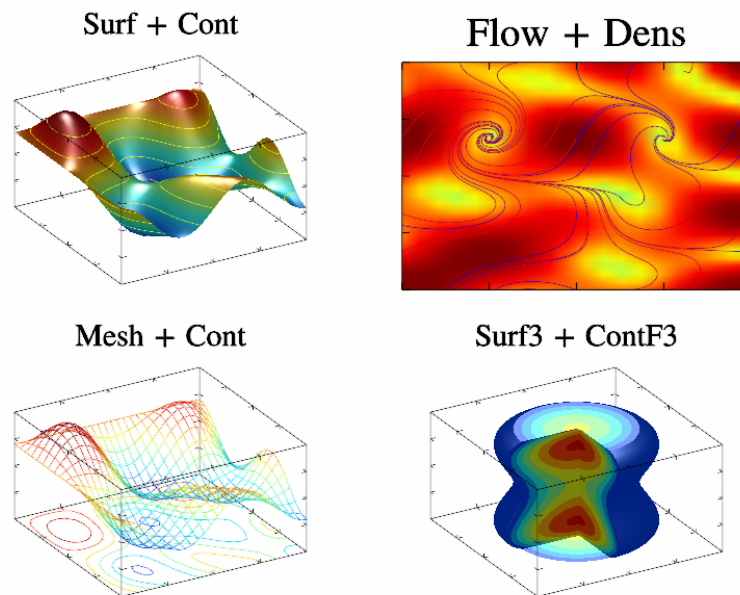 Surf + Cont
Flow + Dens
Mesh + Cont
Surf3 + ContF3